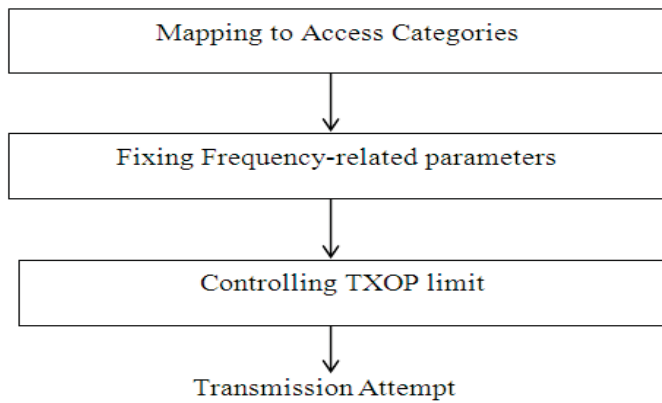 Mapping to Access Categories
Fixing Frequency-related parameters
Controlling TXOP limit
Transmission Attempt